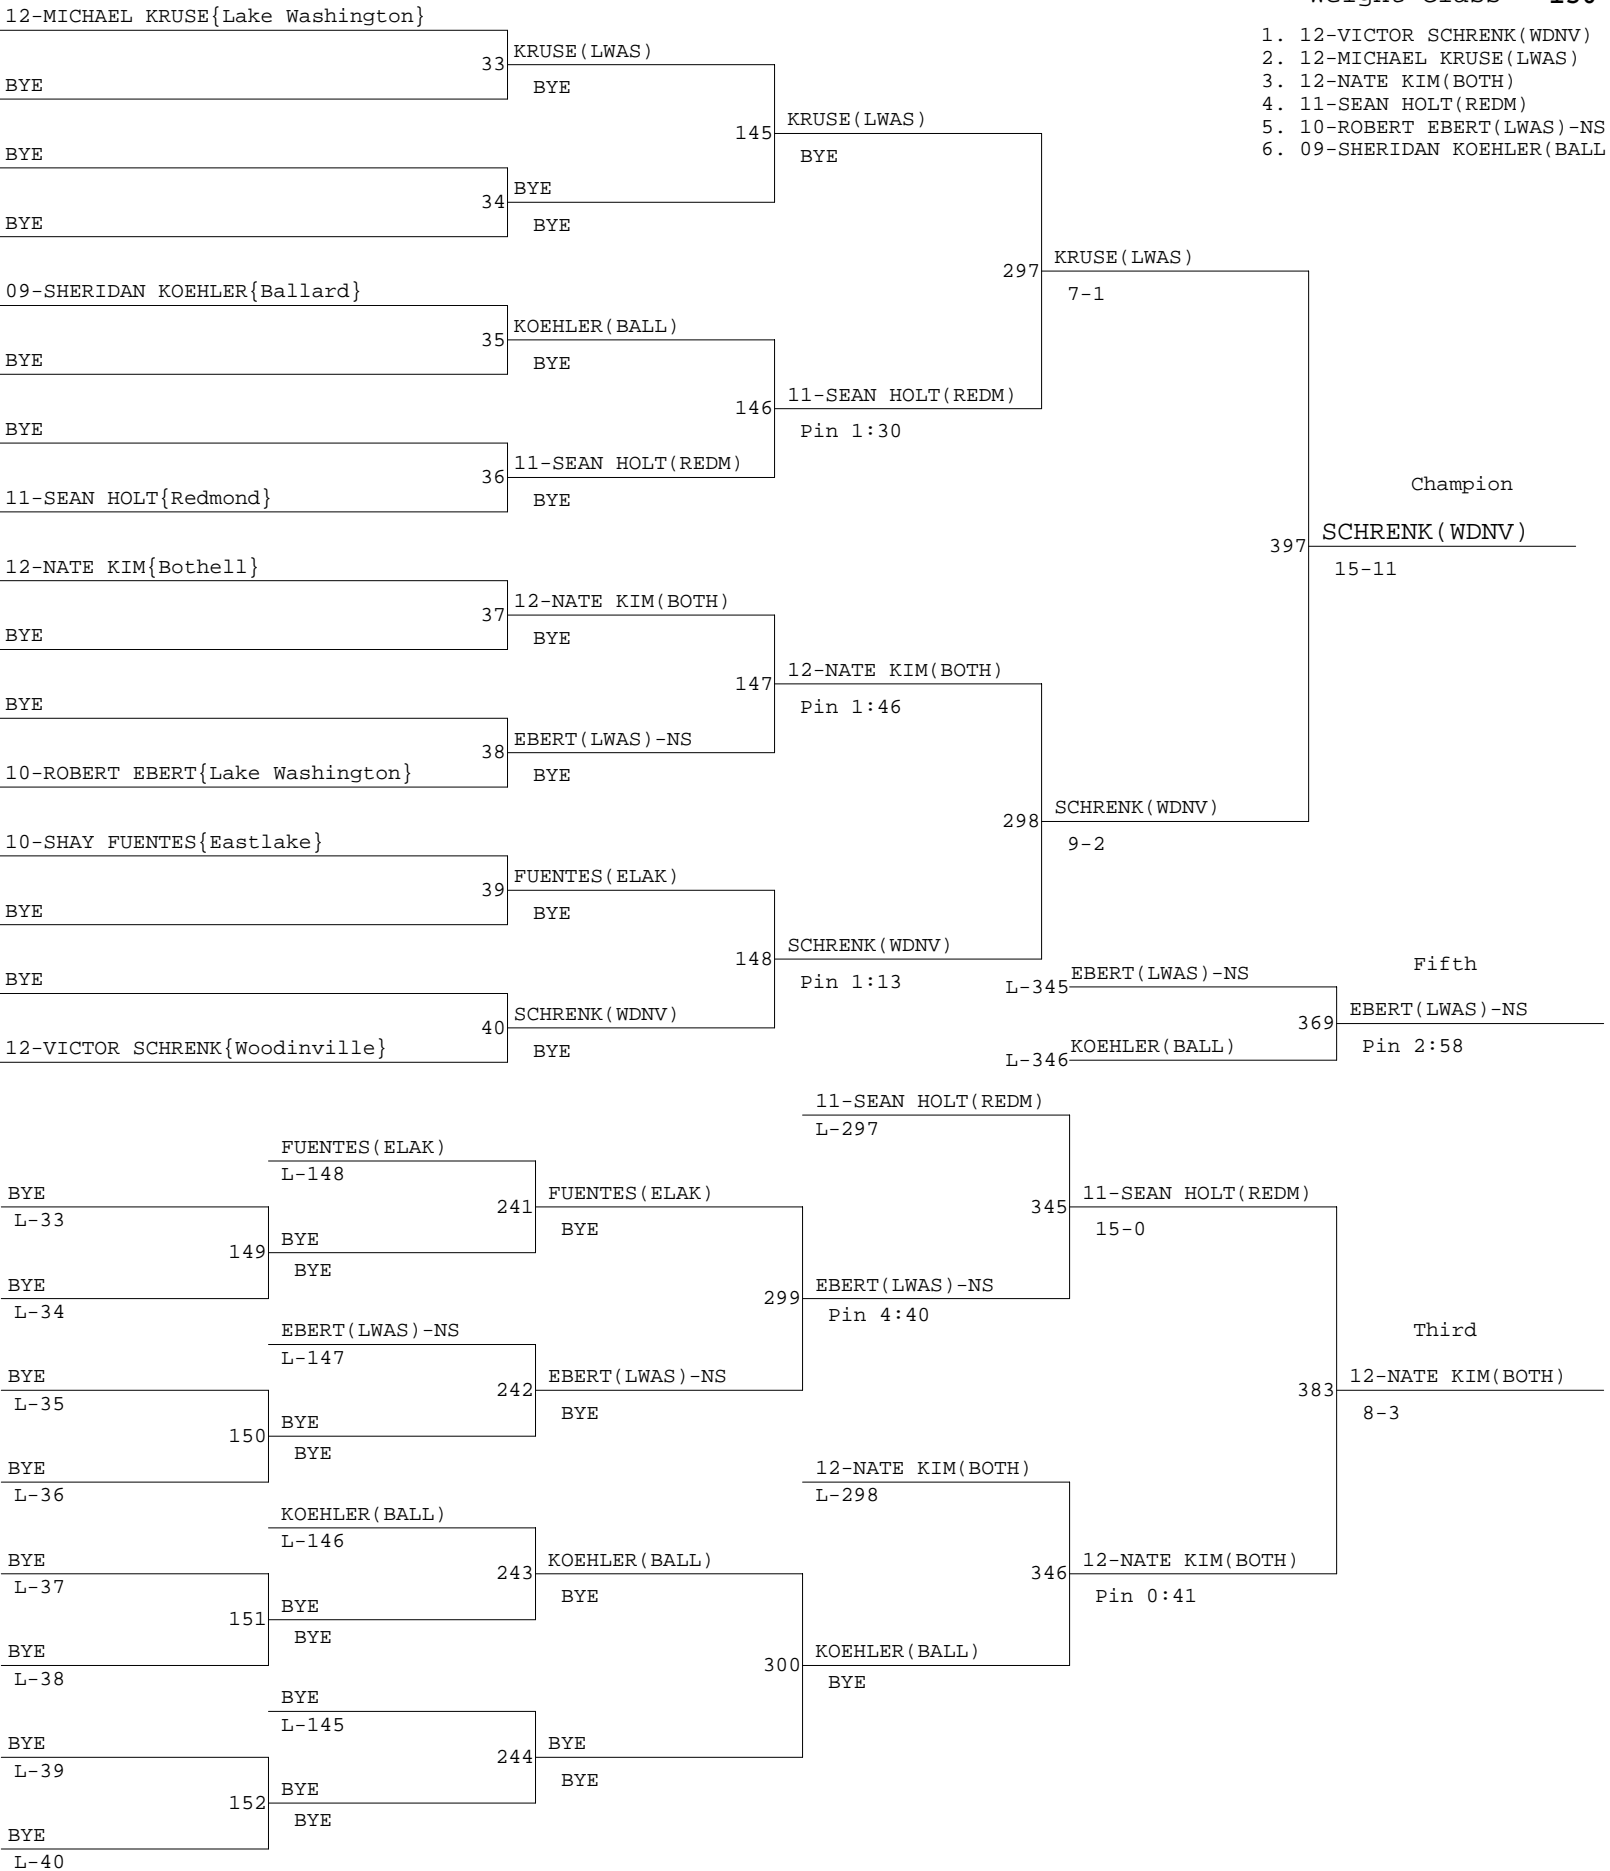 12-MICHAEL KRUSE{Lake Washington}
1. 12-VICTOR SCHRENK(WDNV)
2. 12-MICHAEL KRUSE(LWAS)
3. 12-NATE KIM(BOTH)
4. 11-SEAN HOLT(REDM)
5. 10-ROBERT EBERT(LWAS)-NS
6. 09-SHERIDAN KOEHLER(BALL
33 KRUSE(LWAS)
BYE
BYE
145 KRUSE(LWAS)
BYE
BYE
34 BYE
BYE
BYE
297 KRUSE(LWAS)
7-1
09-SHERIDAN KOEHLER{Ballard}
35 KOEHLER(BALL)
BYE
BYE
146 11-SEAN HOLT(REDM)
Pin 1:30
BYE
36 11-SEAN HOLT(REDM)
11-SEAN HOLT{Redmond}
BYE
Champion
397 SCHRENK(WDNV)
15-11
12-NATE KIM{Bothell}
37 12-NATE KIM(BOTH)
BYE
BYE
147 12-NATE KIM(BOTH)
Pin 1:46
BYE
38 EBERT(LWAS)-NS
10-ROBERT EBERT{Lake Washington}
BYE
298 SCHRENK(WDNV)
9-2
10-SHAY FUENTES{Eastlake}
39 FUENTES(ELAK)
BYE
BYE
148 SCHRENK(WDNV)
Pin 1:13
BYE
40 SCHRENK(WDNV)
12-VICTOR SCHRENK{Woodinville}
BYE
Fifth
L-345 EBERT(LWAS)-NS
369 EBERT(LWAS)-NS
Pin 2:58
L-346 KOEHLER(BALL)
11-SEAN HOLT(REDM)
L-297
FUENTES(ELAK)
L-148
BYE
L-33
241 FUENTES(ELAK)
BYE
345 11-SEAN HOLT(REDM)
15-0
149 BYE
BYE
BYE
L-34
299 EBERT(LWAS)-NS
Pin 4:40
EBERT(LWAS)-NS
L-147
Third
BYE
L-35
242 EBERT(LWAS)-NS
BYE
383 12-NATE KIM(BOTH)
8-3
150 BYE
BYE
BYE
L-36
12-NATE KIM(BOTH)
L-298
KOEHLER(BALL)
L-146
BYE
L-37
243 KOEHLER(BALL)
BYE
346 12-NATE KIM(BOTH)
Pin 0:41
151 BYE
BYE
BYE
L-38
300 KOEHLER(BALL)
BYE
BYE
L-145
BYE
L-39
244 BYE
BYE
152 BYE
BYE
BYE
L-40